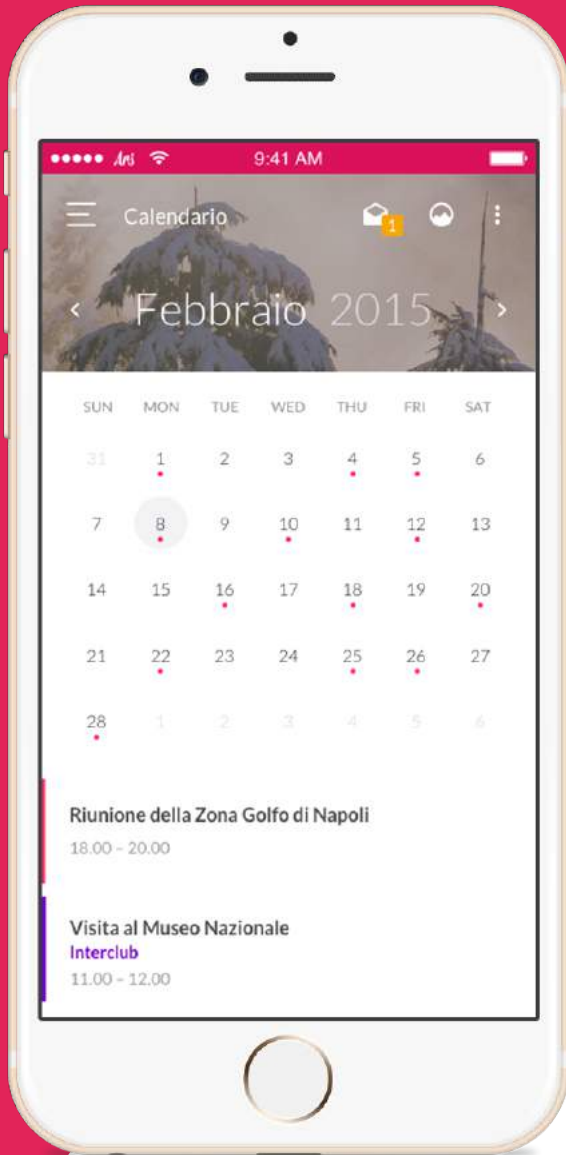 9:41 AM
Calendario
1
Febbraio 2015
SUN MON TUE WED THU FRI SAT
31 1 2 3 4 5 6
7 8 9 10 11 12 13
14 15 16 17 18 19 20
21 22 23 24 25 26 27
28 1 2 3 4 5 6
Riunione della Zona Golfo di Napoli
18.00 - 20.00
Visita al Museo Nazionale
Interclub
11.00 - 12.00